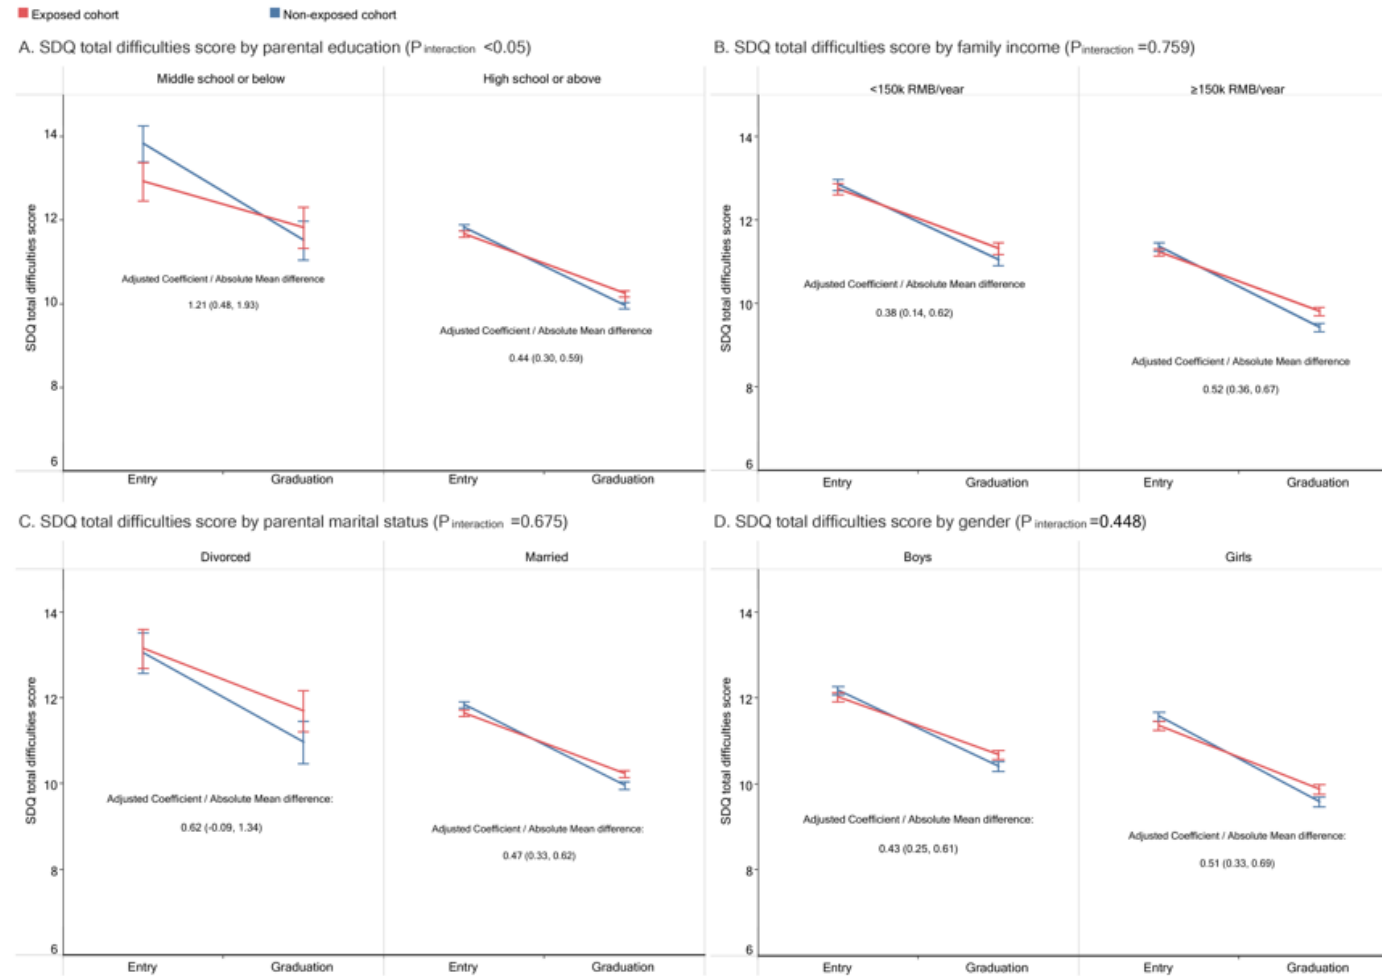 Exposed cohort
Non-exposed cohort
A. SDQ total difficulties score by parental education (P interaction <0.05)
Middle school or below
High school or above
SDQ total difficulties score
14
12
10
8
6
Adjusted Coefficient / Absolute Mean difference
1.21 (0.48, 1.93)
Adjusted Coefficient / Absolute Mean difference
0.44 (0.30, 0.59)
Entry
Graduation
Entry
Graduation
B. SDQ total difficulties score by family income (Pinteraction =0.759)
<150k RMB/year
≥150k RMB/year
SDQ total difficulties score
14
12
10
8
6
Adjusted Coefficient / Absolute Mean difference
0.38 (0.14, 0.62)
Adjusted Coefficient / Absolute Mean difference
0.52 (0.36, 0.67)
Entry
Graduation
Entry
Graduation
C. SDQ total difficulties score by parental marital status (P interaction =0.675)
Divorced
Married
SDQ total difficulties score
14
12
10
8
6
Adjusted Coefficient / Absolute Mean difference:
0.62 (-0.09, 1.34)
Adjusted Coefficient / Absolute Mean difference:
0.47 (0.33, 0.62)
Entry
Graduation
Entry
Graduation
D. SDQ total difficulties score by gender (P interaction =0.448)
Boys
Girls
SDQ total difficulties score
14
12
10
8
6
Adjusted Coefficient / Absolute Mean difference:
0.43 (0.25, 0.61)
Adjusted Coefficient / Absolute Mean difference:
0.51 (0.33, 0.69)
Entry
Graduation
Entry
Graduation